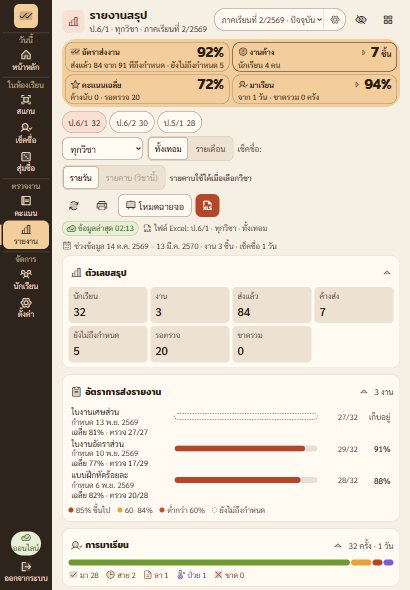 วันนี้
หน้าหลัก
ในห้องเรียน
สแกน
เช็คชื่อ
สุ่มชื่อ
ตรวจงาน
คะแนน
รายงาน
จัดการ
นักเรียน
ตั้งค่า
ออนไลน์
ออกจากระบบ
รายงานสรุป
ป.6/1 · ทุกวิชา · ภาคเรียนที่ 2/2569
ภาคเรียนที่ 2/2569 · ปัจจุบัน
อัตราส่งงาน 92%
ส่งแล้ว 84 จาก 91 ที่ถึงกำหนด · ยังไม่ถึงกำหนด 5
งานค้าง 7 ชิ้น
นักเรียน 4 คน
คะแนนเฉลี่ย 72%
ค้างนับ 0 · รอตรวจ 20
มาเรียน 94%
จาก 1 วัน · ขาดรวม 0 ครั้ง
ป.6/1 32
ป.6/2 30
ป.5/1 28
ทุกวิชา
ทั้งเทอม
รายเดือน
เช็คชื่อ:
รายวัน
รายคาบ (วิชานี้)
รายคาบใช้ได้เมื่อเลือกวิชา
โหมดฉายจอ
XLS
ข้อมูลล่าสุด 02:13
ไฟล์ Excel: ป.6/1 · ทุกวิชา · ทั้งเทอม
ช่วงข้อมูล 14 ต.ค. 2569 – 13 มี.ค. 2570 · งาน 3 ชิ้น · เช็คชื่อ 1 วัน
ตัวเลขสรุป
นักเรียน
32
งาน
3
ส่งแล้ว
84
ค้างส่ง
7
ยังไม่ถึงกำหนด
5
รอตรวจ
20
ขาดรวม
0
อัตราการส่งรายงาน
3 งาน
ใบงานเศษส่วน
กำหนด 13 พ.ย. 2569
เฉลี่ย 81% · ตรวจ 27/27
27/32 เก็บอยู่
ใบงานอัตราส่วน
กำหนด 10 พ.ย. 2569
เฉลี่ย 77% · ตรวจ 17/29
29/32 91%
แบบฝึกหัดร้อยละ
กำหนด 6 พ.ย. 2569
เฉลี่ย 82% · ตรวจ 20/28
28/32 88%
85% ขึ้นไป
60–84%
ต่ำกว่า 60%
ยังไม่ถึงกำหนด
การมาเรียน
32 ครั้ง · 1 วัน
มา 28
สาย 2
ลา 1
ป่วย 1
ขาด 0